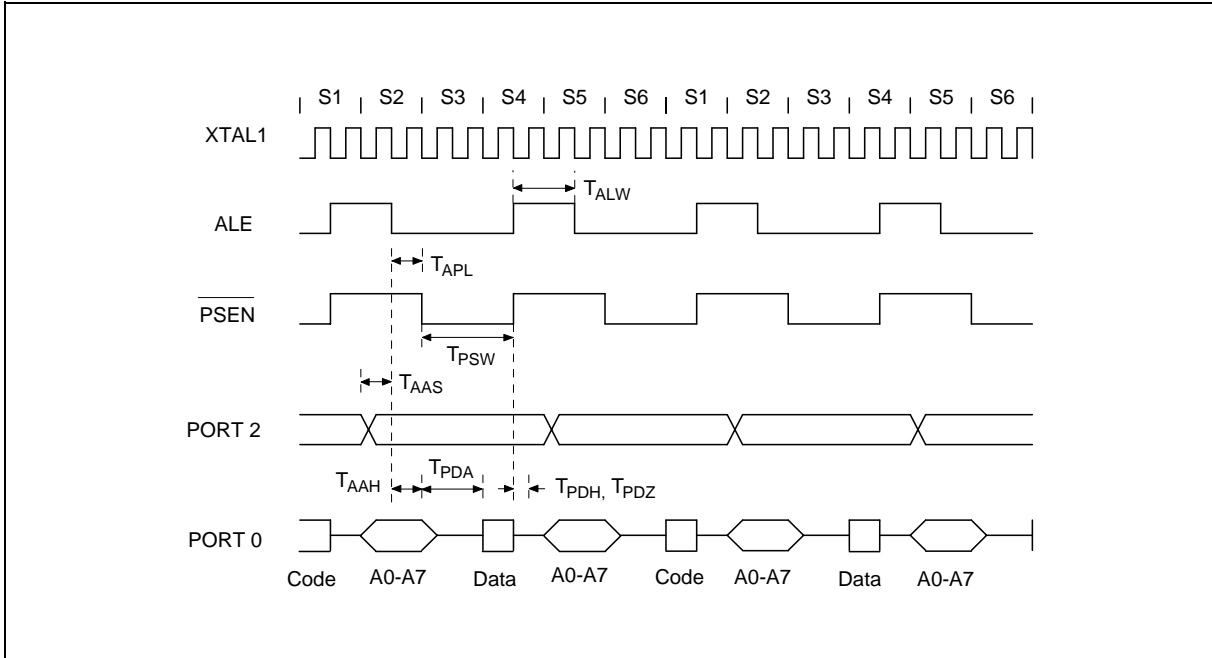 S1 S2 S3 S4 S5 S6 S1 S2 S3 S4 S5 S6
XTAL1
TALW
ALE
TAPL
PSEN
TPSW
TAAS
PORT 2
TPDA
TAAH
TPDH, TPDZ
PORT 0
Code A0-A7 Data A0-A7 Code A0-A7 Data A0-A7